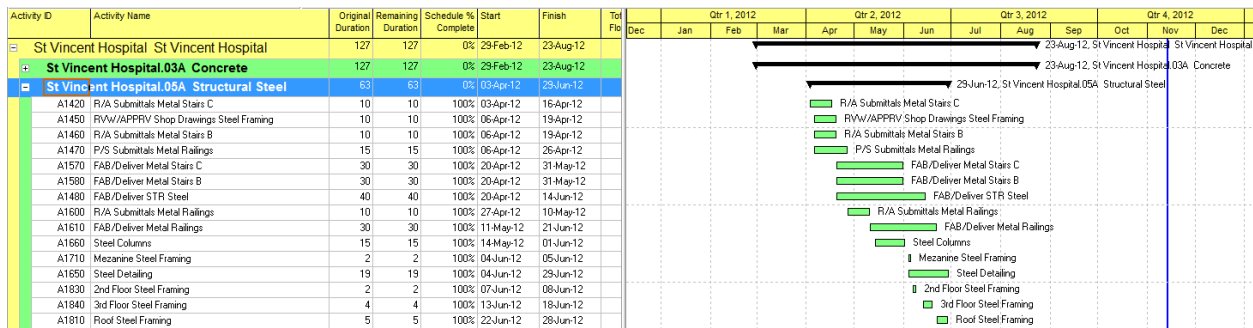 Activity ID Activity Name Original Duration Remaining Duration Schedule % Complete Start Finish Tot Flo
Qtr 1, 2012 Qtr 2, 2012 Qtr 3, 2012 Qtr 4, 2012
Dec Jan Feb Mar Apr May Jun Jul Aug Sep Oct Nov Dec
St Vincent Hospital St Vincent Hospital 127 127 0% 29-Feb-12 23-Aug-12 23-Aug-12, St Vincent Hospital St Vincent Hospital
St Vincent Hospital.03A Concrete 127 127 0% 29-Feb-12 23-Aug-12 23-Aug-12, St Vincent Hospital.03A Concrete
St Vincent Hospital.05A Structural Steel 63 63 0% 03-Apr-12 29-Jun-12 29-Jun-12, St Vincent Hospital.05A Structural Steel
A1420 R/A Submittals Metal Stairs C 10 10 100% 03-Apr-12 16-Apr-12 R/A Submittals Metal Stairs C
A1450 RVW/APPRV Shop Drawings Steel Framing 10 10 100% 06-Apr-12 19-Apr-12 RVW/APPRV Shop Drawings Steel Framing
A1460 R/A Submittals Metal Stairs B 10 10 100% 06-Apr-12 19-Apr-12 R/A Submittals Metal Stairs B
A1470 P/S Submittals Metal Railings 15 15 100% 06-Apr-12 26-Apr-12 P/S Submittals Metal Railings
A1570 FAB/Deliver Metal Stairs C 30 30 100% 20-Apr-12 31-May-12 FAB/Deliver Metal Stairs C
A1580 FAB/Deliver Metal Stairs B 30 30 100% 20-Apr-12 31-May-12 FAB/Deliver Metal Stairs B
A1480 FAB/Deliver STR Steel 40 40 100% 20-Apr-12 14-Jun-12 FAB/Deliver STR Steel
A1600 R/A Submittals Metal Railings 10 10 100% 27-Apr-12 10-May-12 R/A Submittals Metal Railings
A1610 FAB/Deliver Metal Railings 30 30 100% 11-May-12 21-Jun-12 FAB/Deliver Metal Railings
A1660 Steel Columns 15 15 100% 14-May-12 01-Jun-12 Steel Columns
A1710 Mezanine Steel Framing 2 2 100% 04-Jun-12 05-Jun-12 Mezanine Steel Framing
A1650 Steel Detailing 19 19 100% 04-Jun-12 29-Jun-12 Steel Detailing
A1830 2nd Floor Steel Framing 2 2 100% 07-Jun-12 08-Jun-12 2nd Floor Steel Framing
A1840 3rd Floor Steel Framing 4 4 100% 13-Jun-12 18-Jun-12 3rd Floor Steel Framing
A1810 Roof Steel Framing 5 5 100% 22-Jun-12 28-Jun-12 Roof Steel Framing